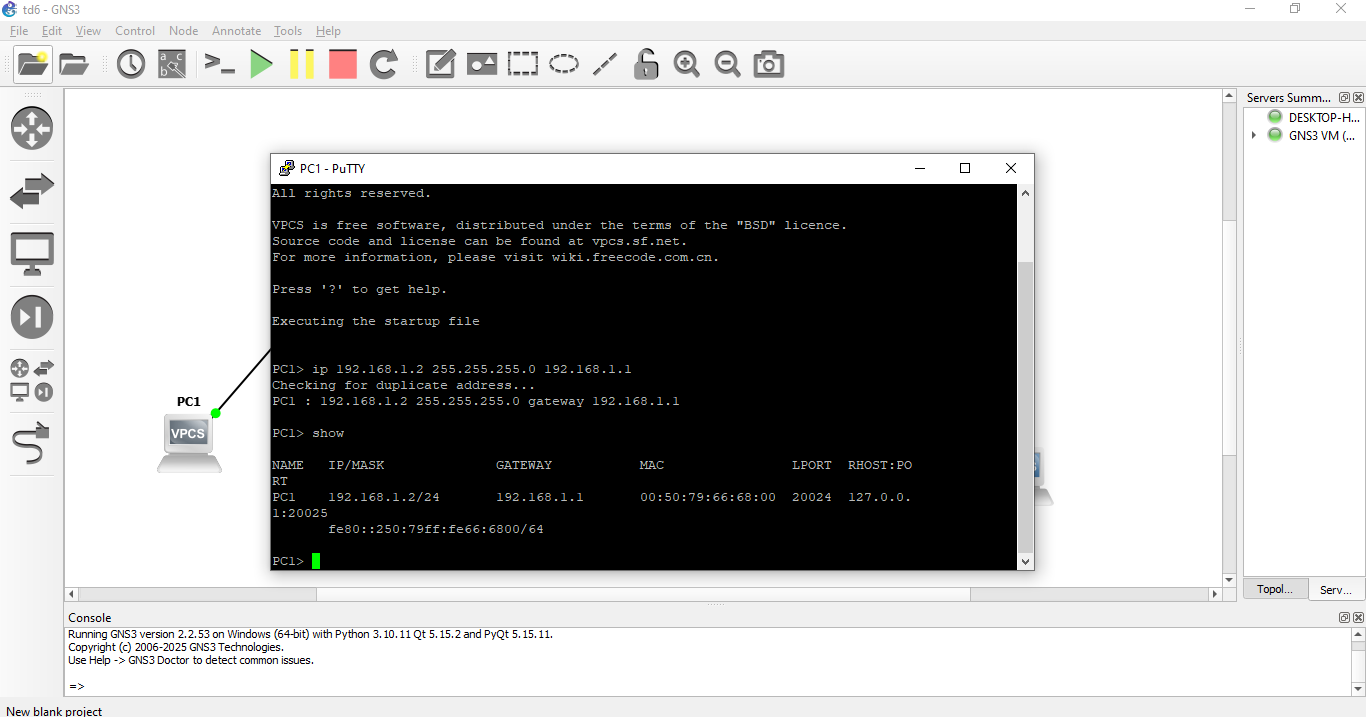 td6 - GNS3
File Edit View Control Node Annotate Tools Help
Servers Summ...
DESKTOP-H...
GNS3 VM (...
PC1 - PuTTY
All rights reserved.
VPCS is free software, distributed under the terms of the "BSD" licence.
Source code and license can be found at vpcs.sf.net.
For more information, please visit wiki.freecode.com.cn.
Press '?' to get help.
Executing the startup file
PC1> ip 192.168.1.2 255.255.255.0 192.168.1.1
Checking for duplicate address...
PC1 : 192.168.1.2 255.255.255.0 gateway 192.168.1.1
PC1> show
NAME   IP/MASK              GATEWAY           MAC                LPORT  RHOST:PO
RT
PC1    192.168.1.2/24       192.168.1.1       00:50:79:66:68:00  20024  127.0.0.
1:20025
       fe80::250:79ff:fe66:6800/64
PC1>
PC1
VPCS
Topol... Serv...
Console
Running GNS3 version 2.2.53 on Windows (64-bit) with Python 3.10.11 Qt 5.15.2 and PyQt 5.15.11.
Copyright (c) 2006-2025 GNS3 Technologies.
Use Help -> GNS3 Doctor to detect common issues.
=>
New blank project